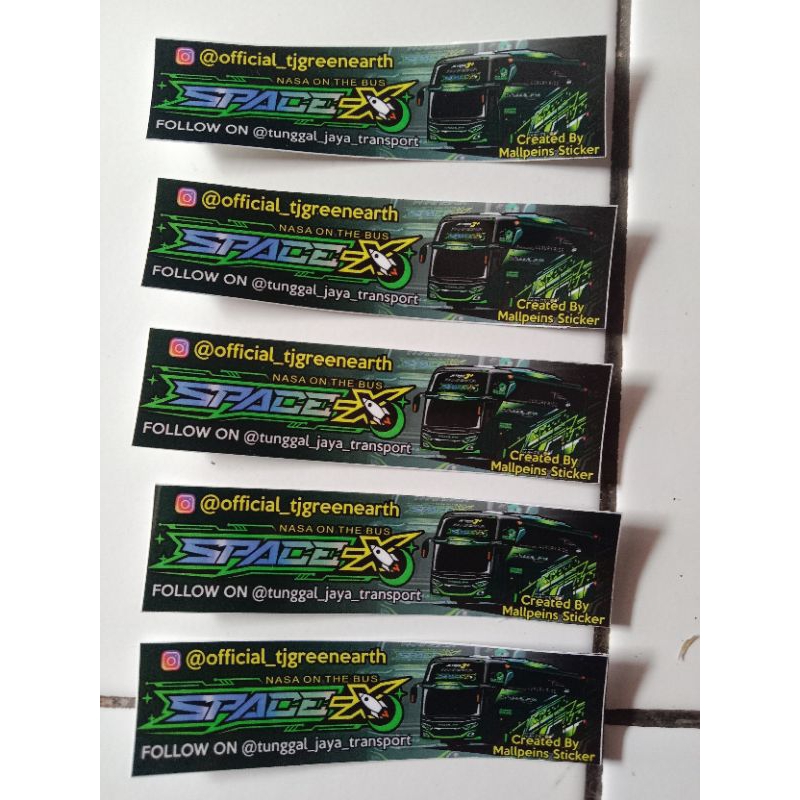 @official_tjgreenearth
NASA ON THE BUS
SPACE-X
FOLLOW ON @tunggal_jaya_transport
Created By
Mallpeins Sticker
@official_tjgreenearth
NASA ON THE BUS
SPACE-X
FOLLOW ON @tunggal_jaya_transport
Created By
Mallpeins Sticker
@official_tjgreenearth
NASA ON THE BUS
SPACE-X
FOLLOW ON @tunggal_jaya_transport
Created By
Mallpeins Sticker
@official_tjgreenearth
NASA ON THE BUS
SPACE-X
FOLLOW ON @tunggal_jaya_transport
Created By
Mallpeins Sticker
@official_tjgreenearth
NASA ON THE BUS
SPACE-X
FOLLOW ON @tunggal_jaya_transport
Created By
Mallpeins Sticker